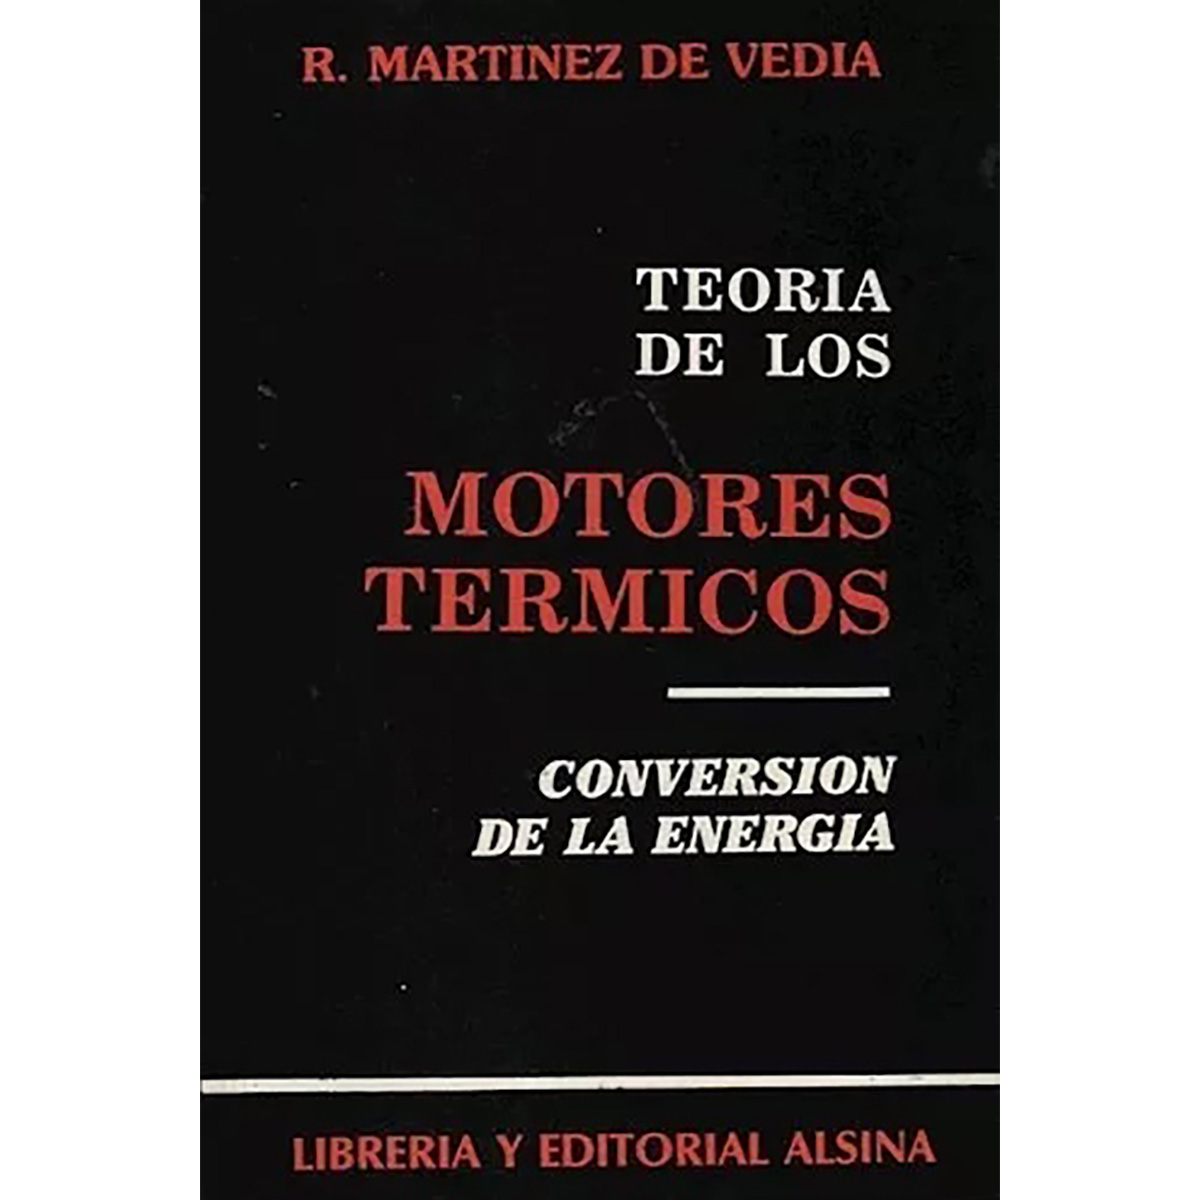 R. MARTINEZ DE VEDIA
TEORIA
DE LOS
MOTORES
TERMICOS
CONVERSION
DE LA ENERGIA
LIBRERIA Y EDITORIAL ALSINA